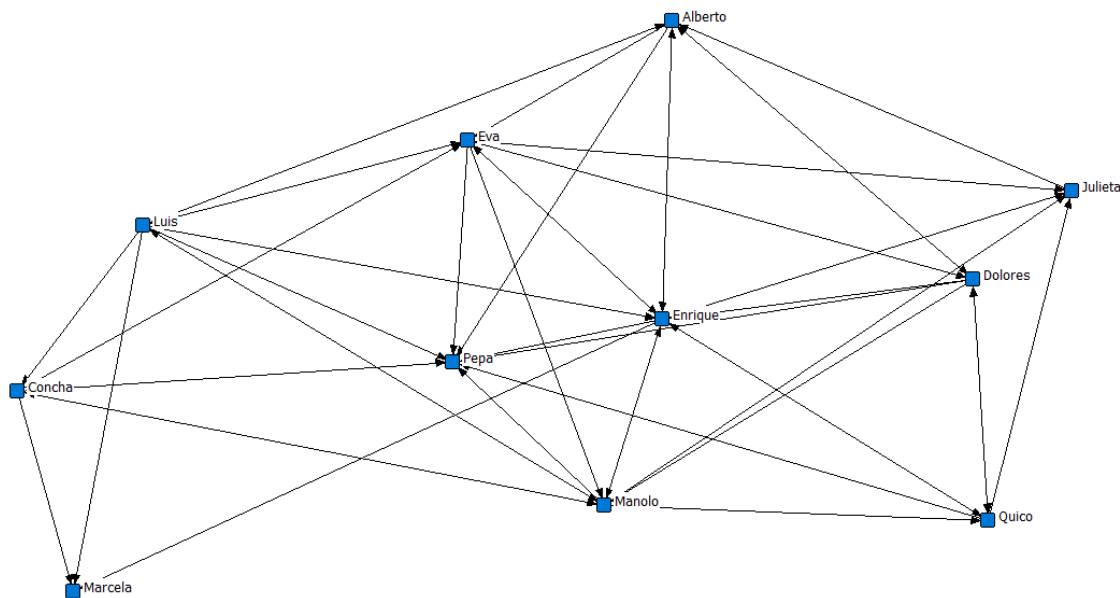 Alberto
Eva
Julieta
Luis
Dolores
Enrique
Pepa
Concha
Manolo
Quico
Marcela